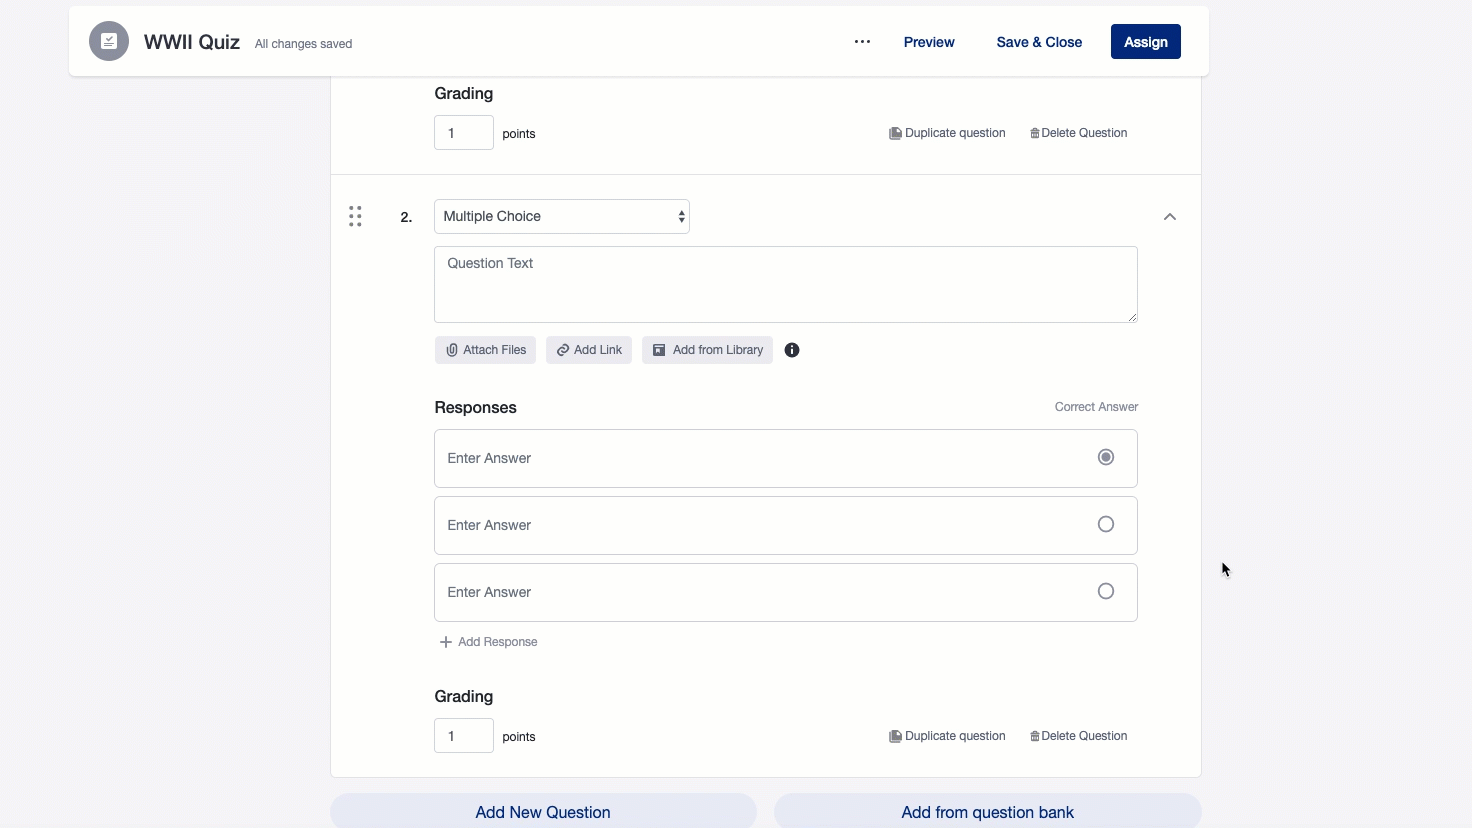 WWII Quiz All changes saved ... Preview Save & Close Assign
Grading
1 points Duplicate question Delete Question
2. Multiple Choice
Question Text
Attach Files Add Link Add from Library
Responses Correct Answer
Enter Answer
Enter Answer
Enter Answer
+ Add Response
Grading
1 points Duplicate question Delete Question
Add New Question Add from question bank